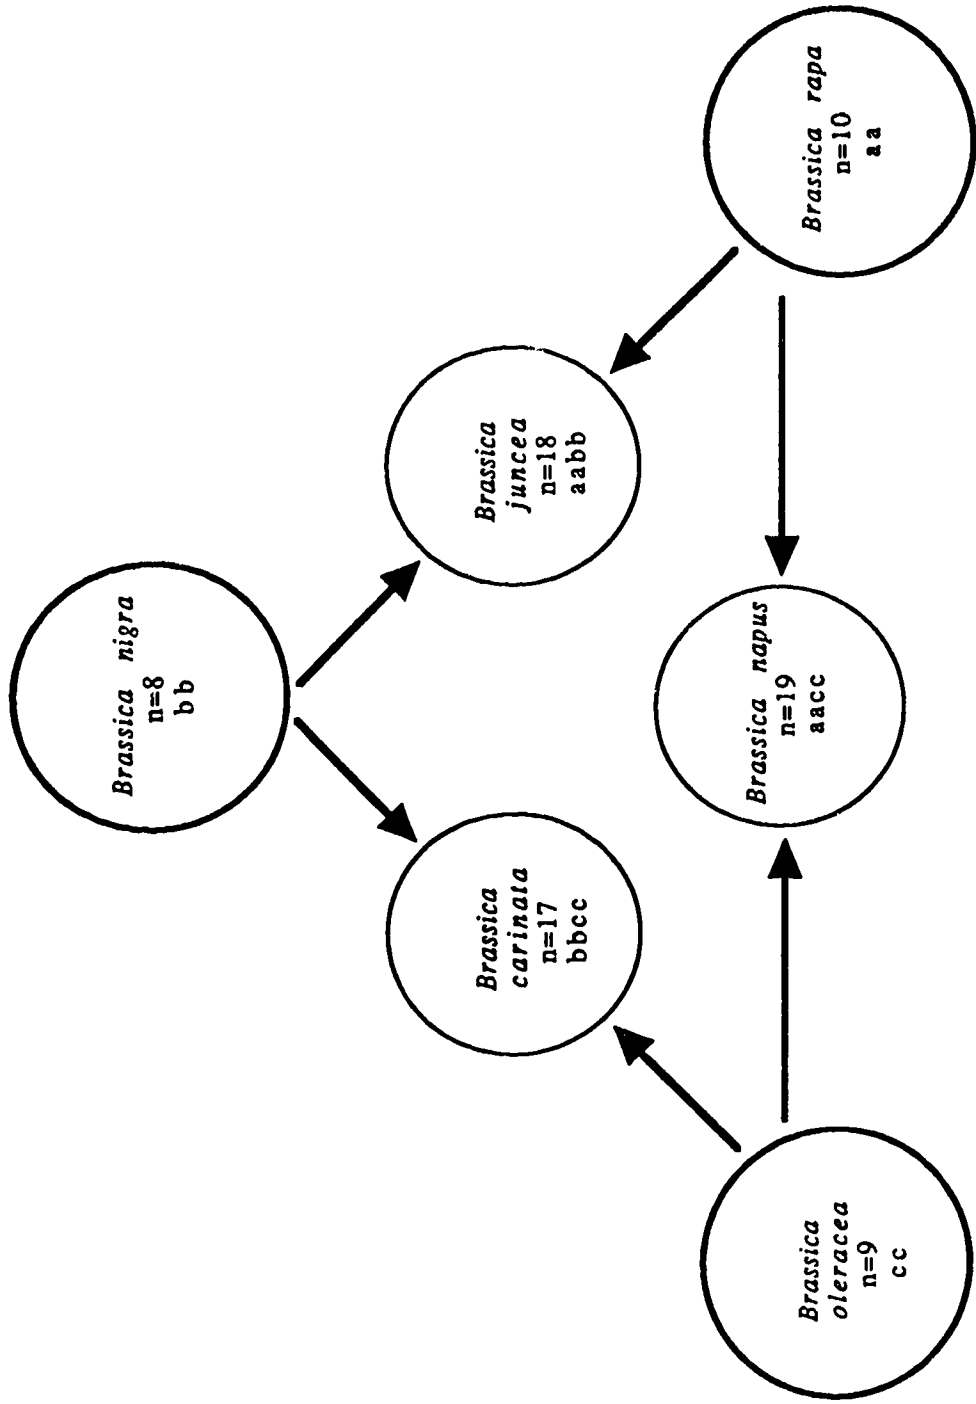 Brassica nigra
n=8
bb
Brassica
carinata
n=17
bbcc
Brassica
juncea
n=18
aabb
Brassica
oleracea
n=9
cc
Brassica napus
n=19
aacc
Brassica rapa
n=10
aa